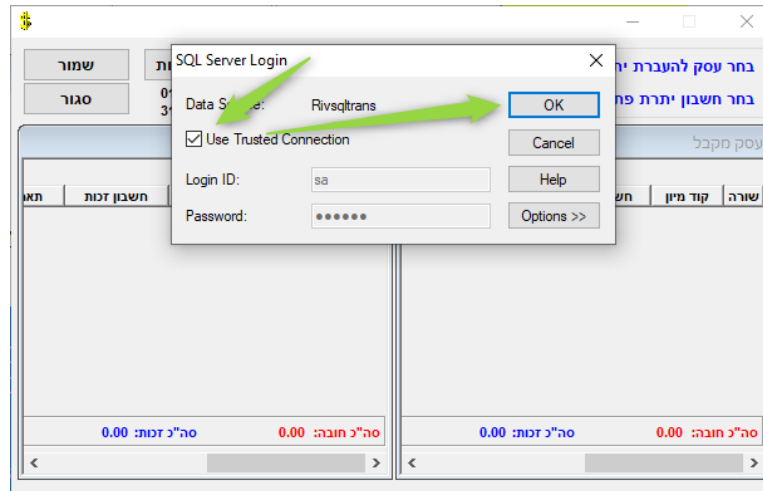 SQL Server Login
Data S
Rivsqltrans
OK
Use Trusted Connection
Cancel
Login ID:
sa
Help
Password:
●●●●●●
Options >>
שמור
סגור
בחר עסק להעברת
בחר חשבון יתרת
עסק מקבל
שורה
קוד מיון
חשבון זכות
סה"כ חובה: 0.00
סה"כ זכות: 0.00
סה"כ חובה: 0.00
סה"כ זכות: 0.00